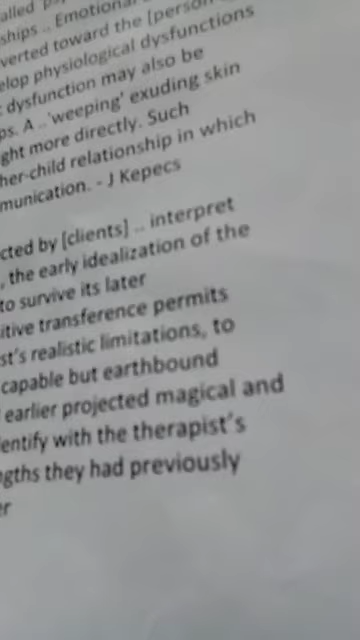 alled
ships .. Emotional
verted toward the [person
elop physiological dysfunctions
dysfunction may also be
ps. A .. 'weeping' exuding skin
ght more directly. Such
her-child relationship in which
munication. - J Kepecs
cted by [clients] .. interpret
, the early idealization of the
to survive its later
itive transference permits
st's realistic limitations, to
capable but earthbound
earlier projected magical and
entify with the therapist's
ngths they had previously
er